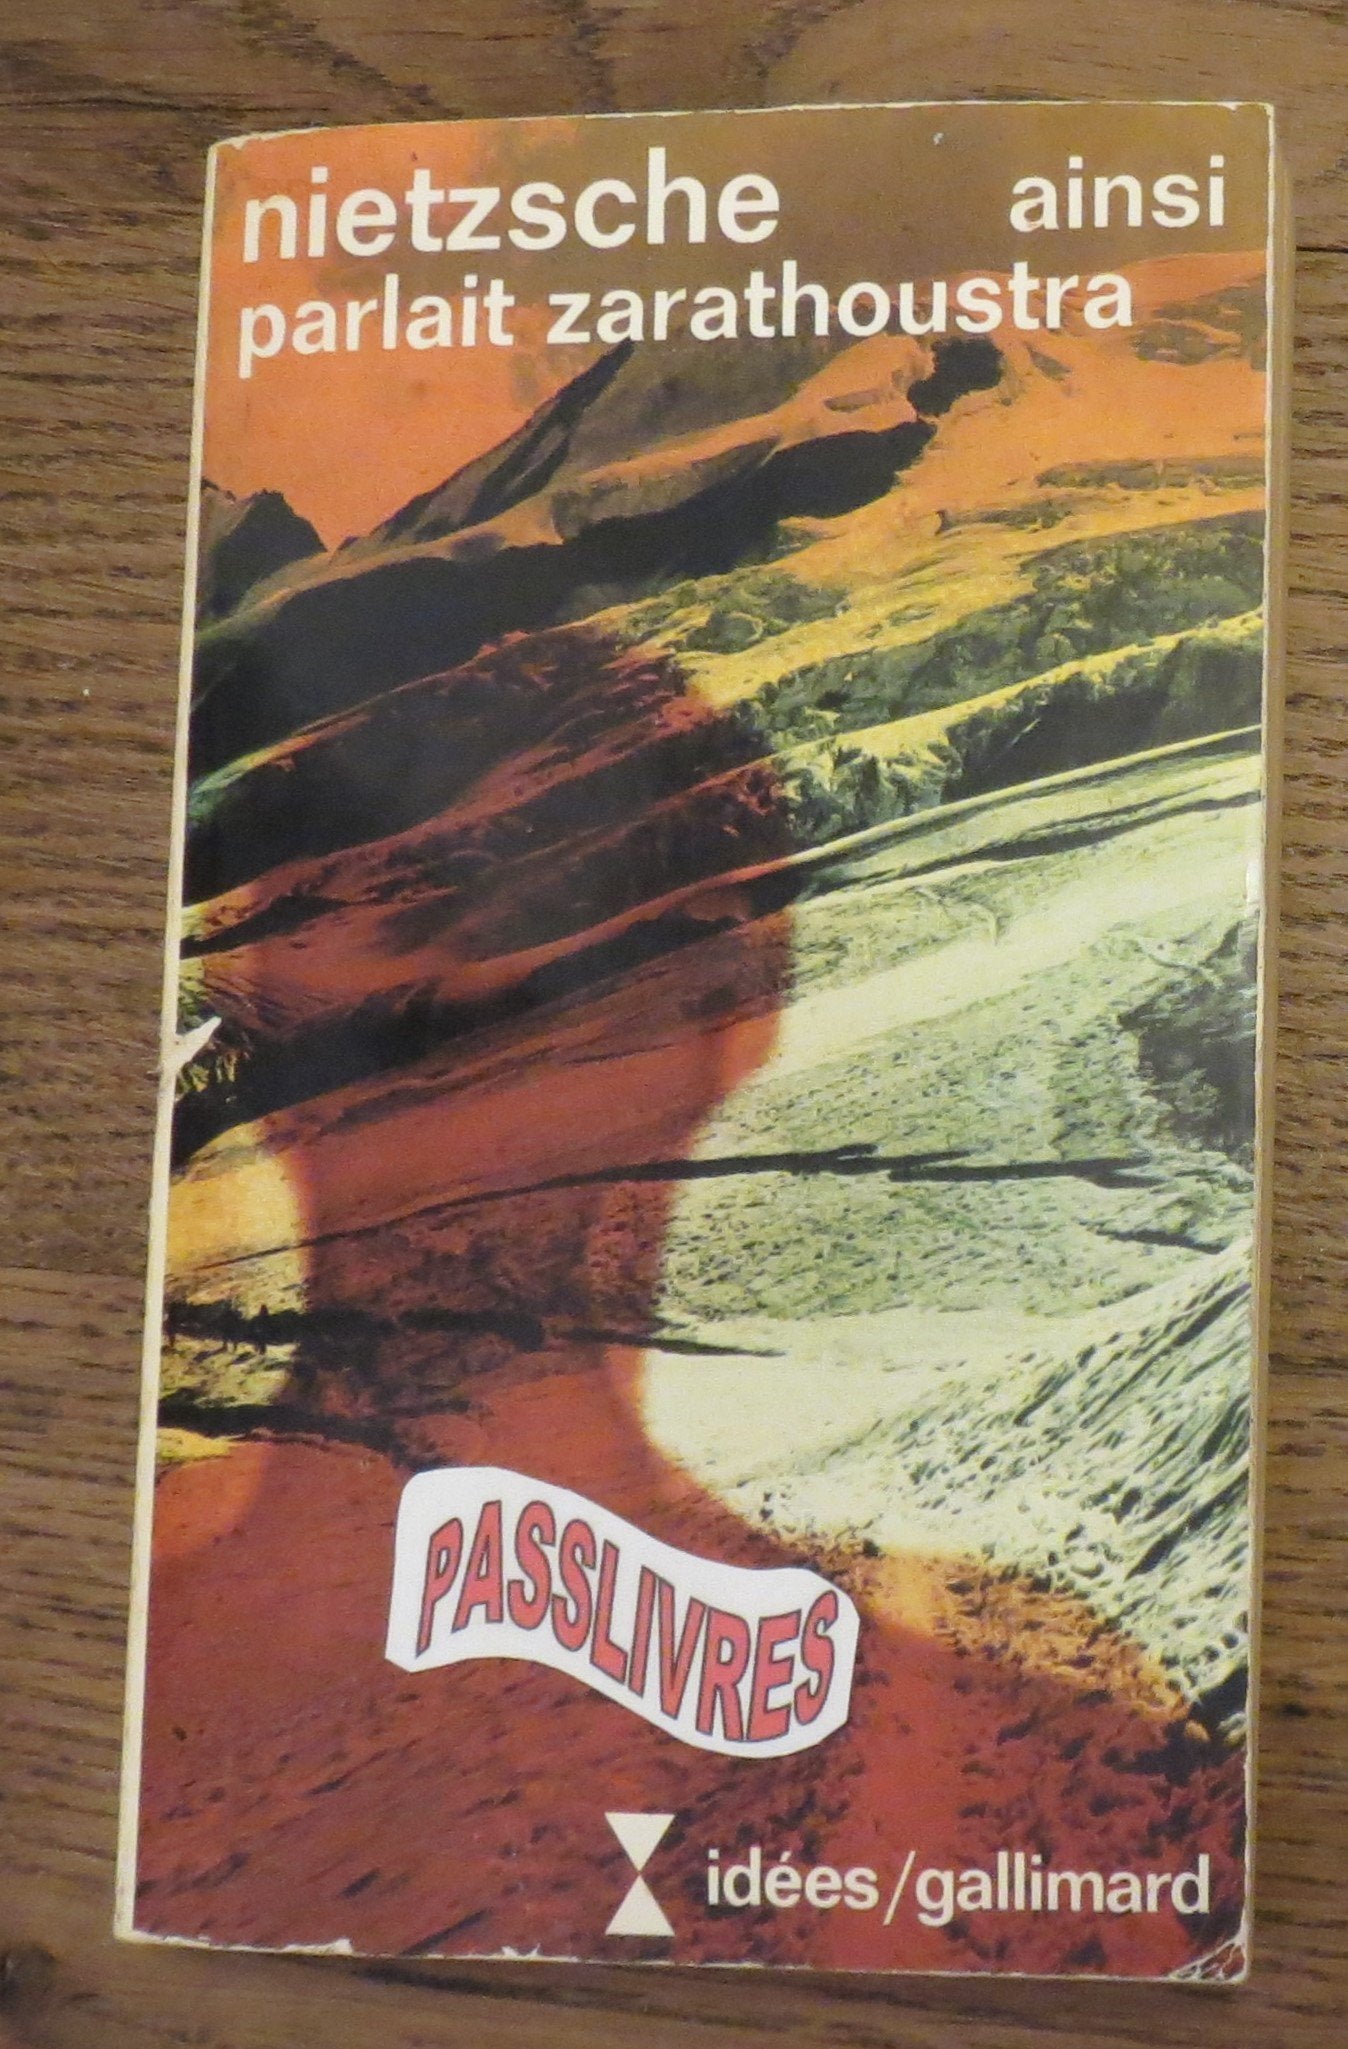 nietzsche ainsi
parlait zarathoustra
PASSLIVRES
idées/gallimard